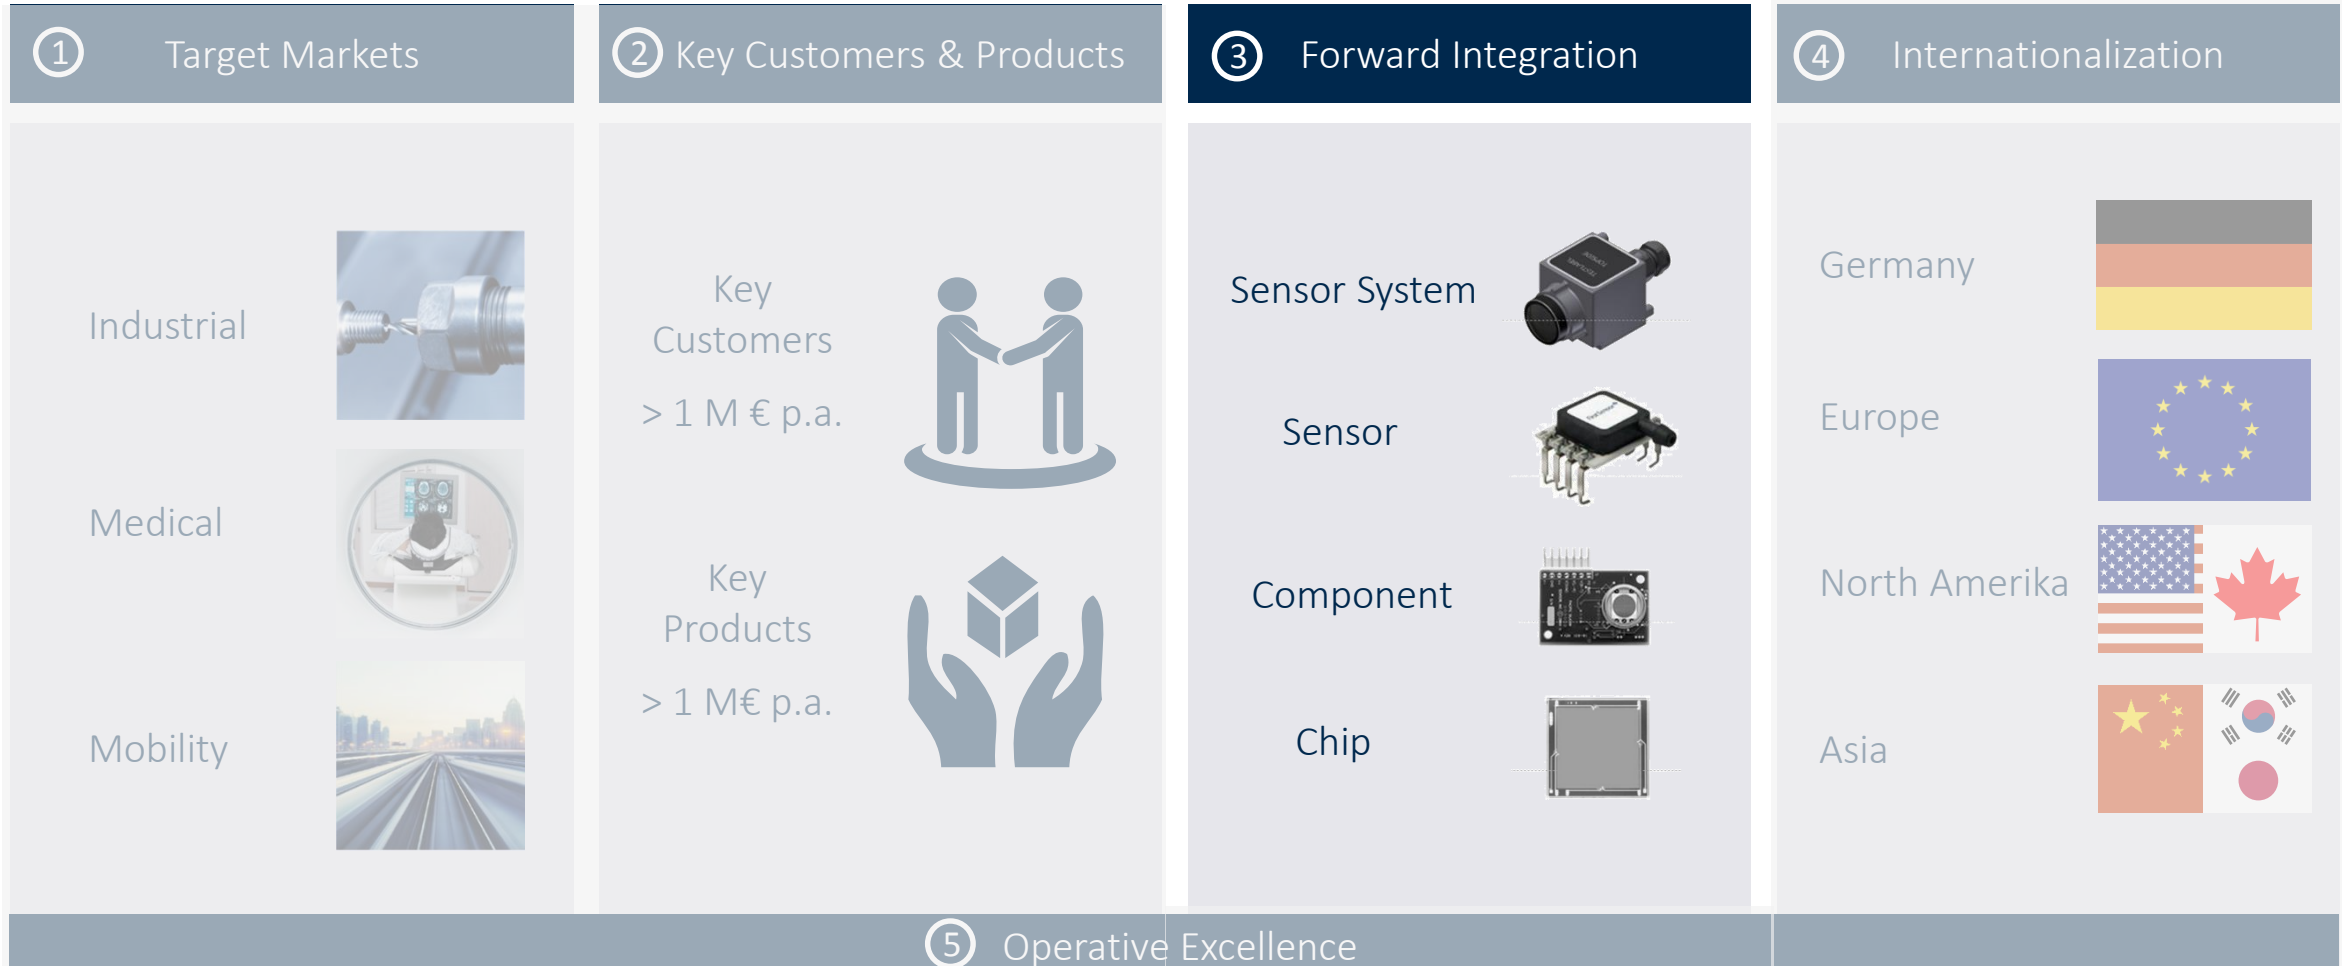 1 Target Markets
Industrial
Medical
Mobility
2 Key Customers & Products
Key
Customers
> 1 M € p.a.
Key
Products
> 1 M€ p.a.
3 Forward Integration
Sensor System
Sensor
Component
Chip
4 Internationalization
Germany
Europe
North Amerika
Asia
5 Operative Excellence